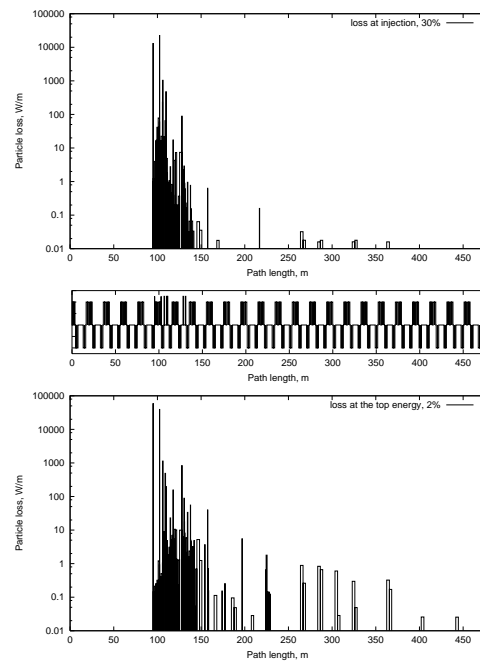 loss at injection, 30%
100000
10000
1000
100
10
1
0.1
0.01
Particle loss, W/m
0 50 100 150 200 250 300 350 400 450
Path length, m
0 50 100 150 200 250 300 350 400 450
Path length, m
loss at the top energy, 2%
100000
10000
1000
100
10
1
0.1
0.01
Particle loss, W/m
0 50 100 150 200 250 300 350 400 450
Path length, m